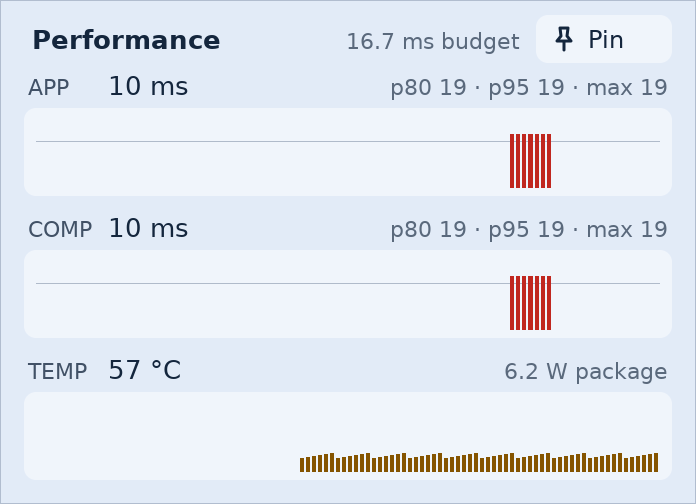 Performance 16.7 ms budget Pin
APP 10 ms p80 19 · p95 19 · max 19
COMP 10 ms p80 19 · p95 19 · max 19
TEMP 57 °C 6.2 W package